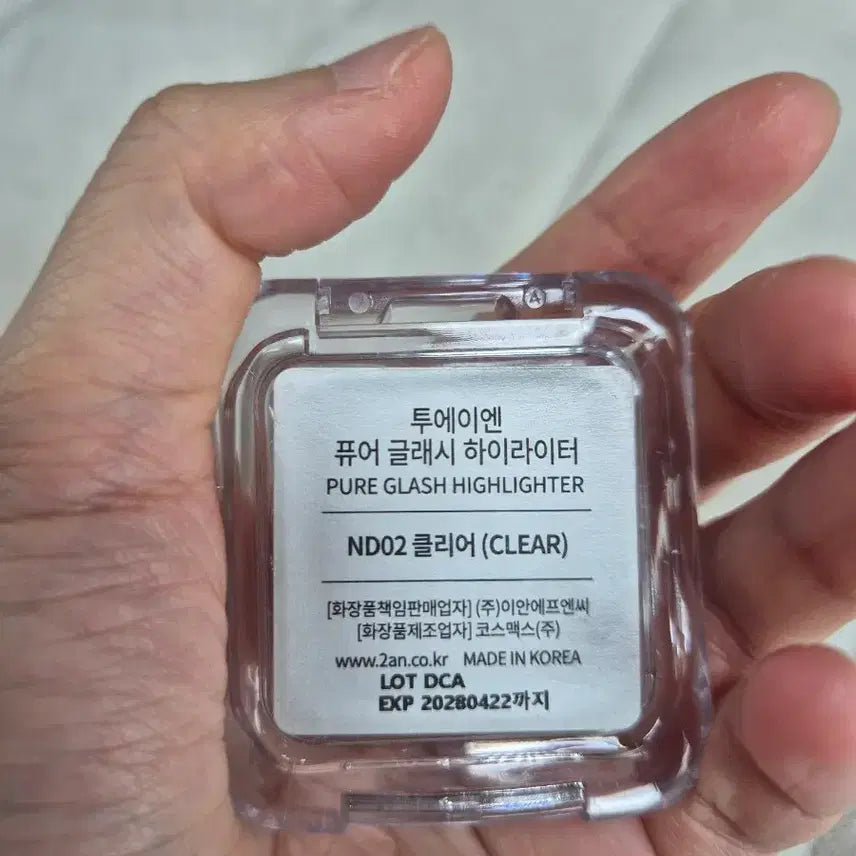 A
투에이엔
퓨어 글래시 하이라이터
PURE GLASH HIGHLIGHTER
ND02 클리어 (CLEAR)
[화장품책임판매업자] (주)이안에프엔씨
[화장품제조업자] 코스맥스(주)
www.2an.co.kr MADE IN KOREA
LOT DCA
EXP 20280422까지